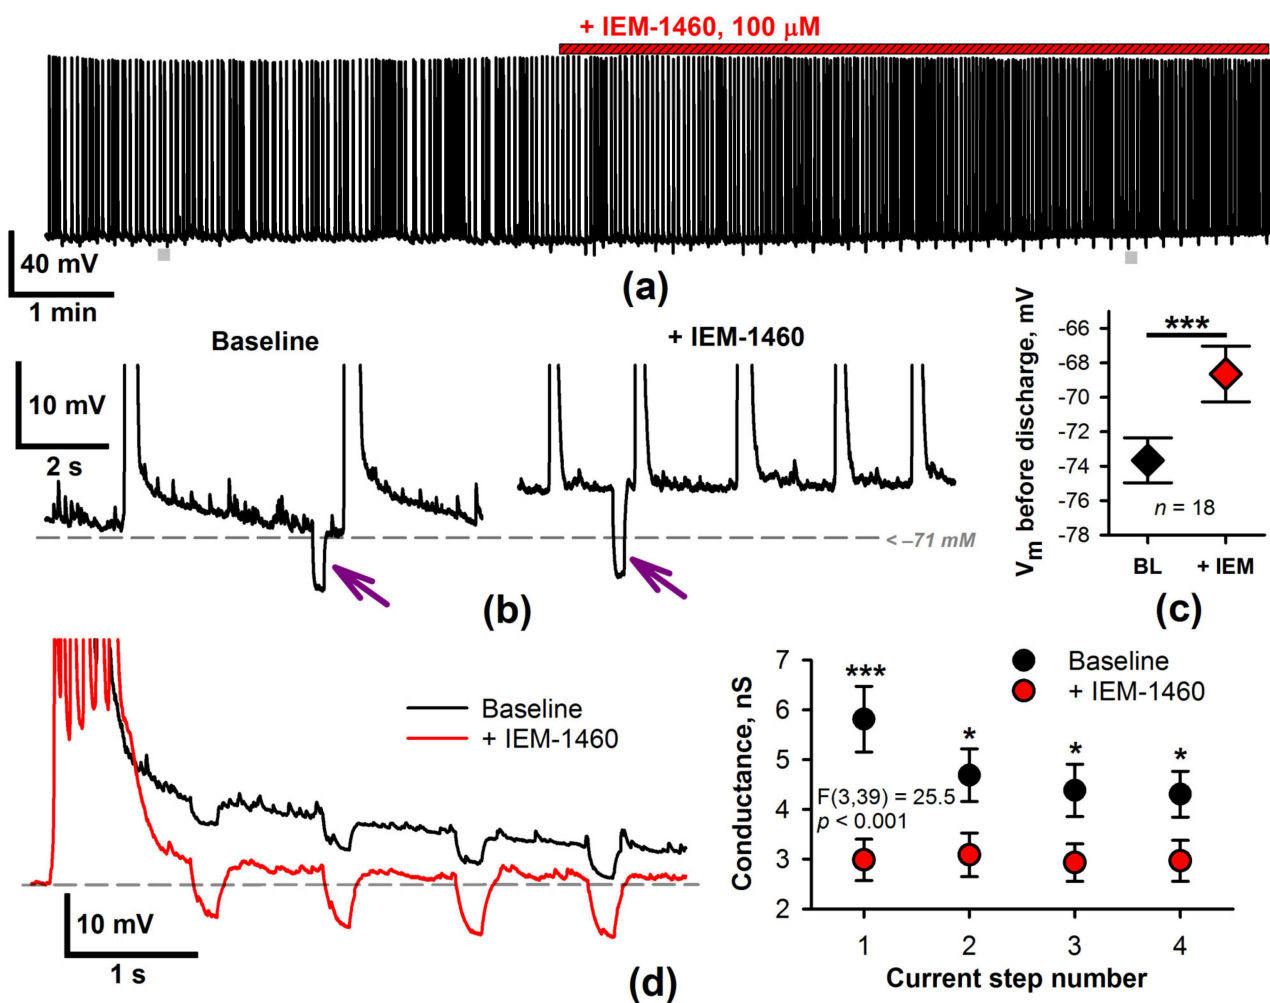 + IEM-1460, 100 μM
40 mV
1 min
(a)
Baseline
+ IEM-1460
10 mV
2 s
< –71 mM
(b)
Vm before discharge, mV
-66
-68
-70
-72
-74
-76
-78
***
n = 18
BL
+ IEM
(c)
Baseline
+ IEM-1460
10 mV
1 s
(d)
Conductance, nS
7
6
5
4
3
2
Baseline
+ IEM-1460
***
*
*
*
F(3,39) = 25.5
p < 0.001
1
2
3
4
Current step number